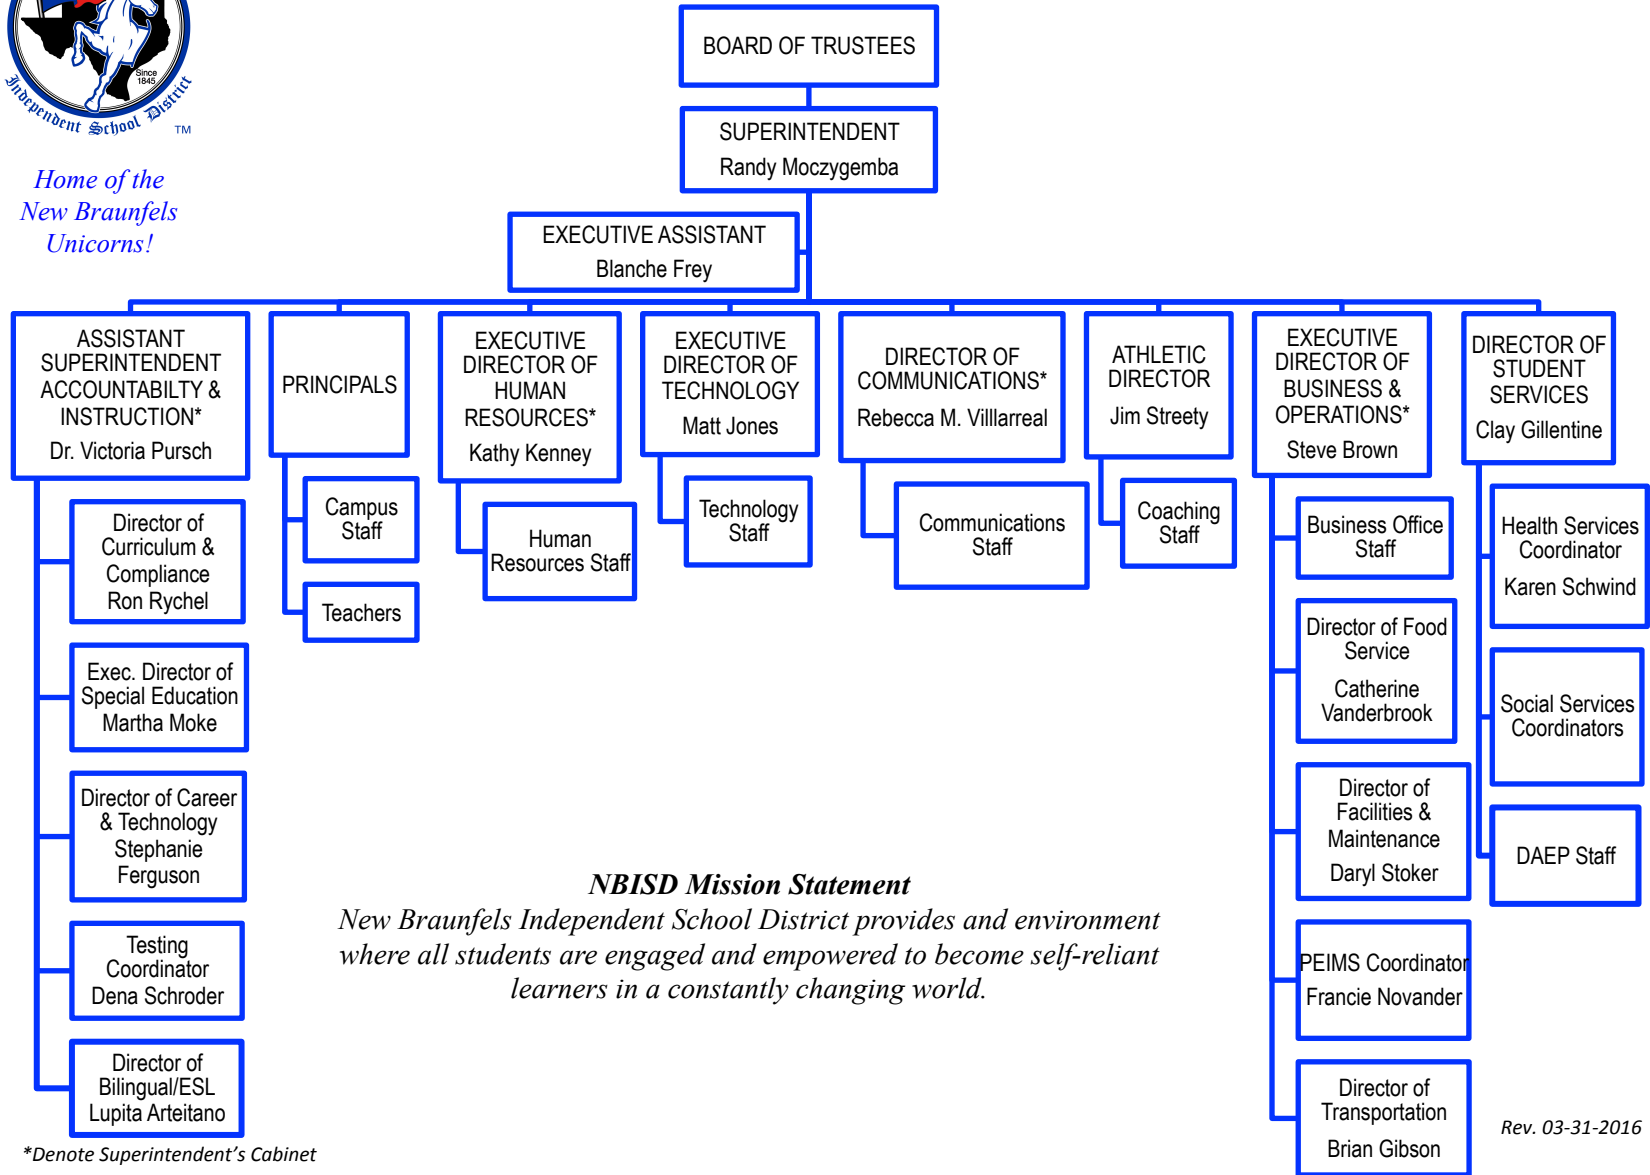 Since
1845
Independent School District
TM
Home of the
New Braunfels
Unicorns!
BOARD OF TRUSTEES
SUPERINTENDENT
Randy Moczygemba
EXECUTIVE ASSISTANT
Blanche Frey
ASSISTANT
SUPERINTENDENT
ACCOUNTABILTY &
INSTRUCTION*
Dr. Victoria Pursch
Director of
Curriculum &
Compliance
Ron Rychel
Exec. Director of
Special Education
Martha Moke
Director of Career
& Technology
Stephanie
Ferguson
Testing
Coordinator
Dena Schroder
Director of
Bilingual/ESL
Lupita Arteitano
PRINCIPALS
Campus
Staff
Teachers
EXECUTIVE
DIRECTOR OF
HUMAN
RESOURCES*
Kathy Kenney
Human
Resources Staff
EXECUTIVE
DIRECTOR OF
TECHNOLOGY
Matt Jones
Technology
Staff
DIRECTOR OF
COMMUNICATIONS*
Rebecca M. Villlarreal
Communications
Staff
ATHLETIC
DIRECTOR
Jim Streety
Coaching
Staff
EXECUTIVE
DIRECTOR OF
BUSINESS &
OPERATIONS*
Steve Brown
Business Office
Staff
Director of Food
Service
Catherine
Vanderbrook
Director of
Facilities &
Maintenance
Daryl Stoker
PEIMS Coordinator
Francie Novander
Director of
Transportation
Brian Gibson
DIRECTOR OF
STUDENT
SERVICES
Clay Gillentine
Health Services
Coordinator
Karen Schwind
Social Services
Coordinators
DAEP Staff
NBISD Mission Statement
New Braunfels Independent School District provides and environment
where all students are engaged and empowered to become self-reliant
learners in a constantly changing world.
*Denote Superintendent's Cabinet
Rev. 03-31-2016